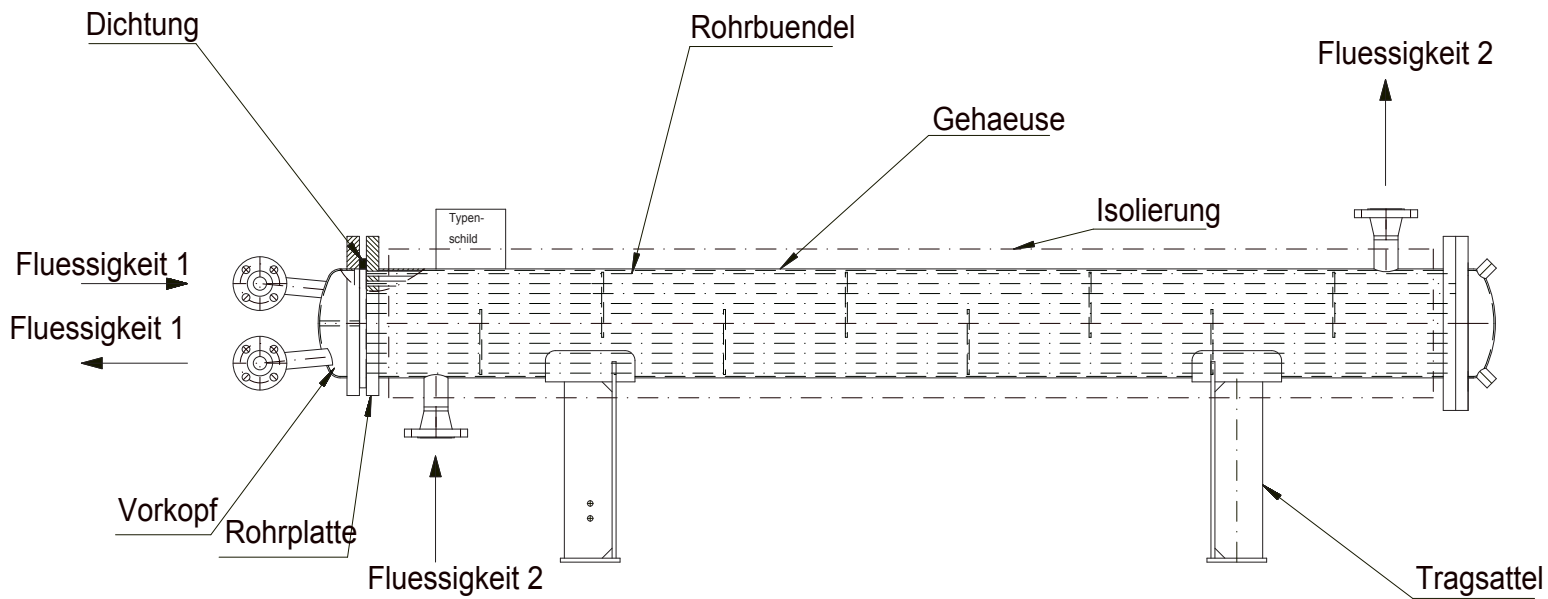 Dichtung
Rohrbuendel
Fluessigkeit 2
Gehaeuse
Isolierung
Typen-
schild
Fluessigkeit 1
Fluessigkeit 1
Vorkopf
Rohrplatte
Fluessigkeit 2
Tragsattel